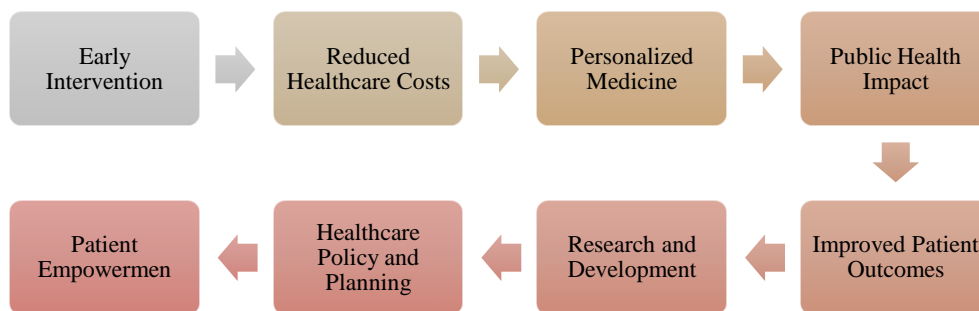 Early
Intervention
Reduced
Healthcare Costs
Personalized
Medicine
Public Health
Impact
Improved Patient
Outcomes
Research and
Development
Healthcare
Policy and
Planning
Patient
Empowermen